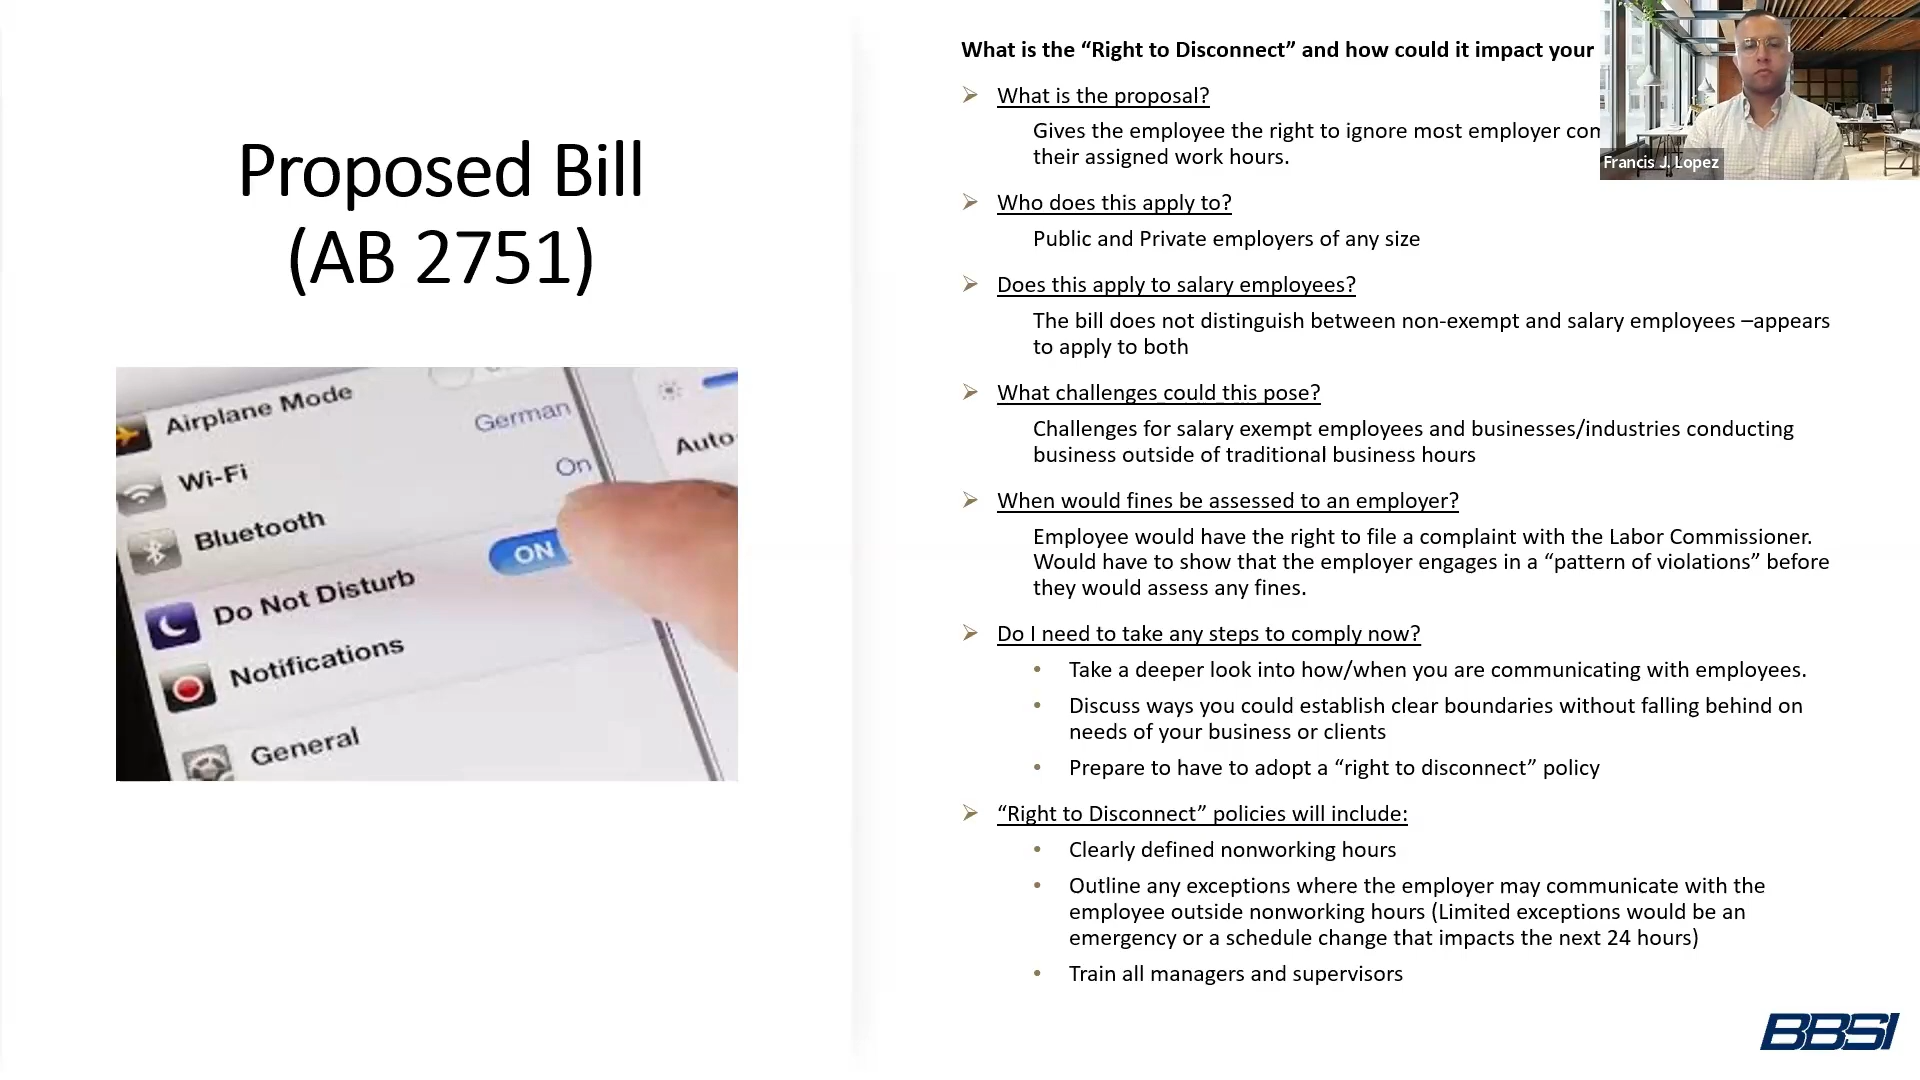 Proposed Bill
(AB 2751)
Airplane Mode
German
Wi-Fi
On
Auto-
Bluetooth
ON
Do Not Disturb
Notifications
General
What is the “Right to Disconnect” and how could it impact your
What is the proposal?
Gives the employee the right to ignore most employer
their assigned work hours.
Who does this apply to?
Public and Private employers of any size
Does this apply to salary employees?
The bill does not distinguish between non-exempt and salary employees –appears
to apply to both
What challenges could this pose?
Challenges for salary exempt employees and businesses/industries conducting
business outside of traditional business hours
When would fines be assessed to an employer?
Employee would have the right to file a complaint with the Labor Commissioner.
Would have to show that the employer engages in a “pattern of violations” before
they would assess any fines.
Do I need to take any steps to comply now?
Take a deeper look into how/when you are communicating with employees.
Discuss ways you could establish clear boundaries without falling behind on
needs of your business or clients
Prepare to have to adopt a “right to disconnect” policy
“Right to Disconnect” policies will include:
Clearly defined nonworking hours
Outline any exceptions where the employer may communicate with the
employee outside nonworking hours (Limited exceptions would be an
emergency or a schedule change that impacts the next 24 hours)
Train all managers and supervisors
Francis J. Lopez
BBSI